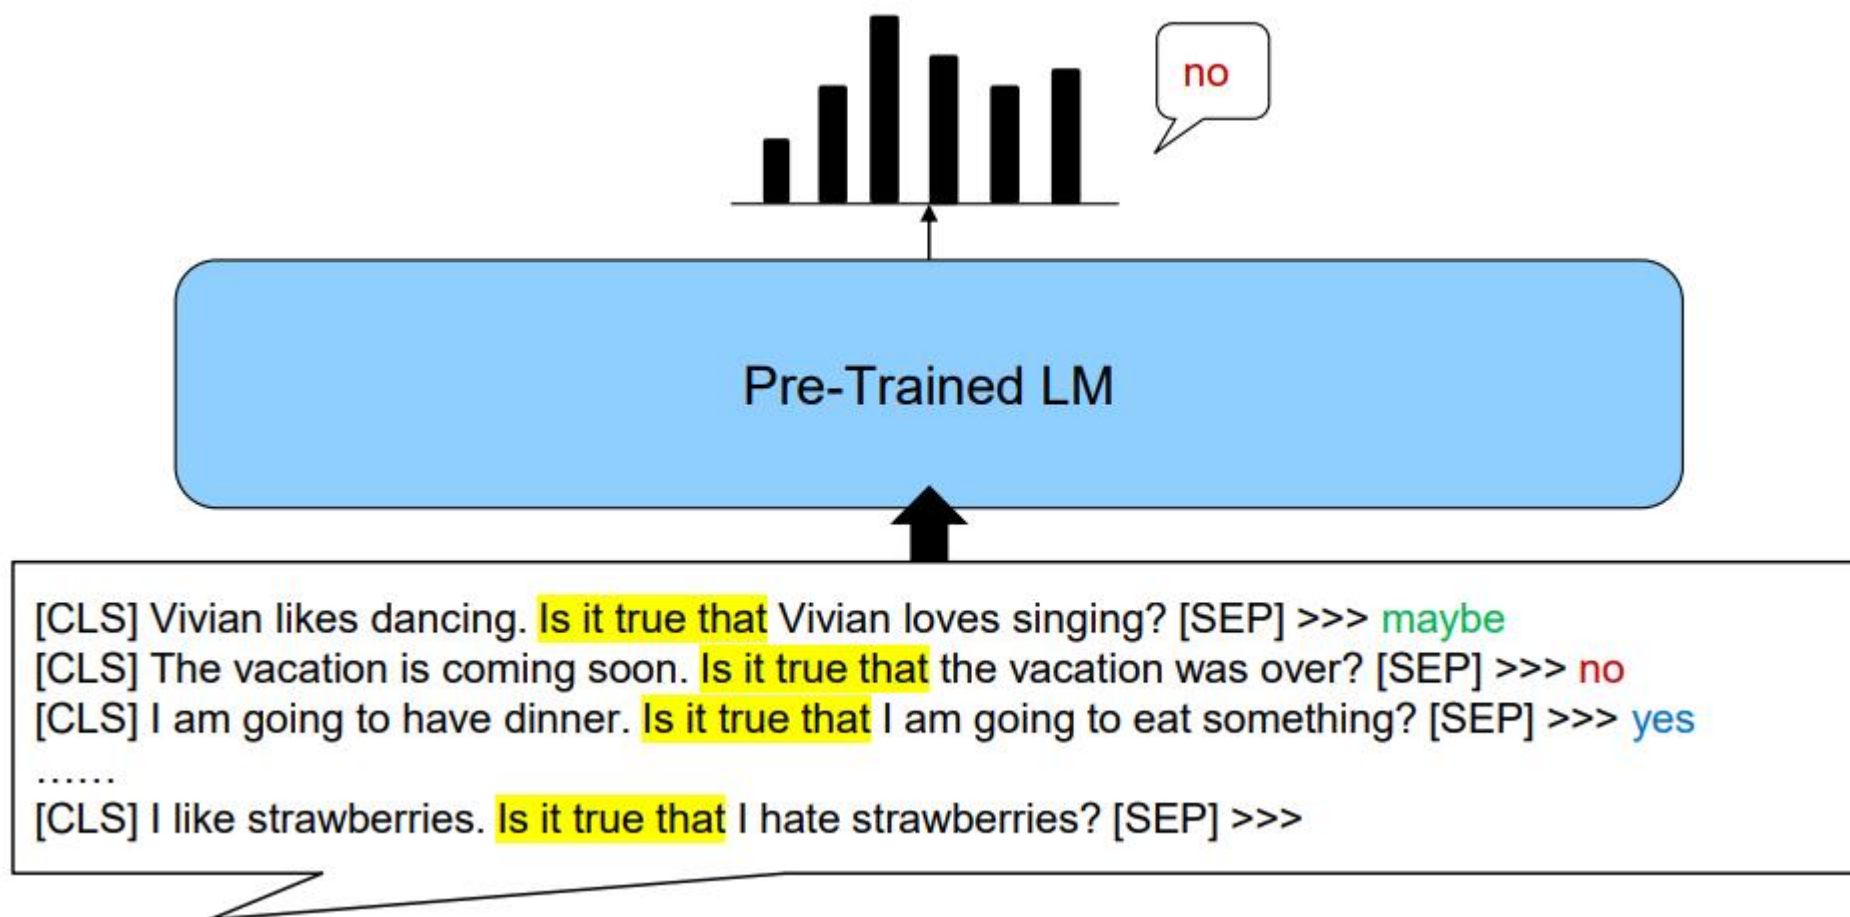 no
Pre-Trained LM
[CLS] Vivian likes dancing. Is it true that Vivian loves singing? [SEP] >>> maybe
[CLS] The vacation is coming soon. Is it true that the vacation was over? [SEP] >>> no
[CLS] I am going to have dinner. Is it true that I am going to eat something? [SEP] >>> yes
......
[CLS] I like strawberries. Is it true that I hate strawberries? [SEP] >>>